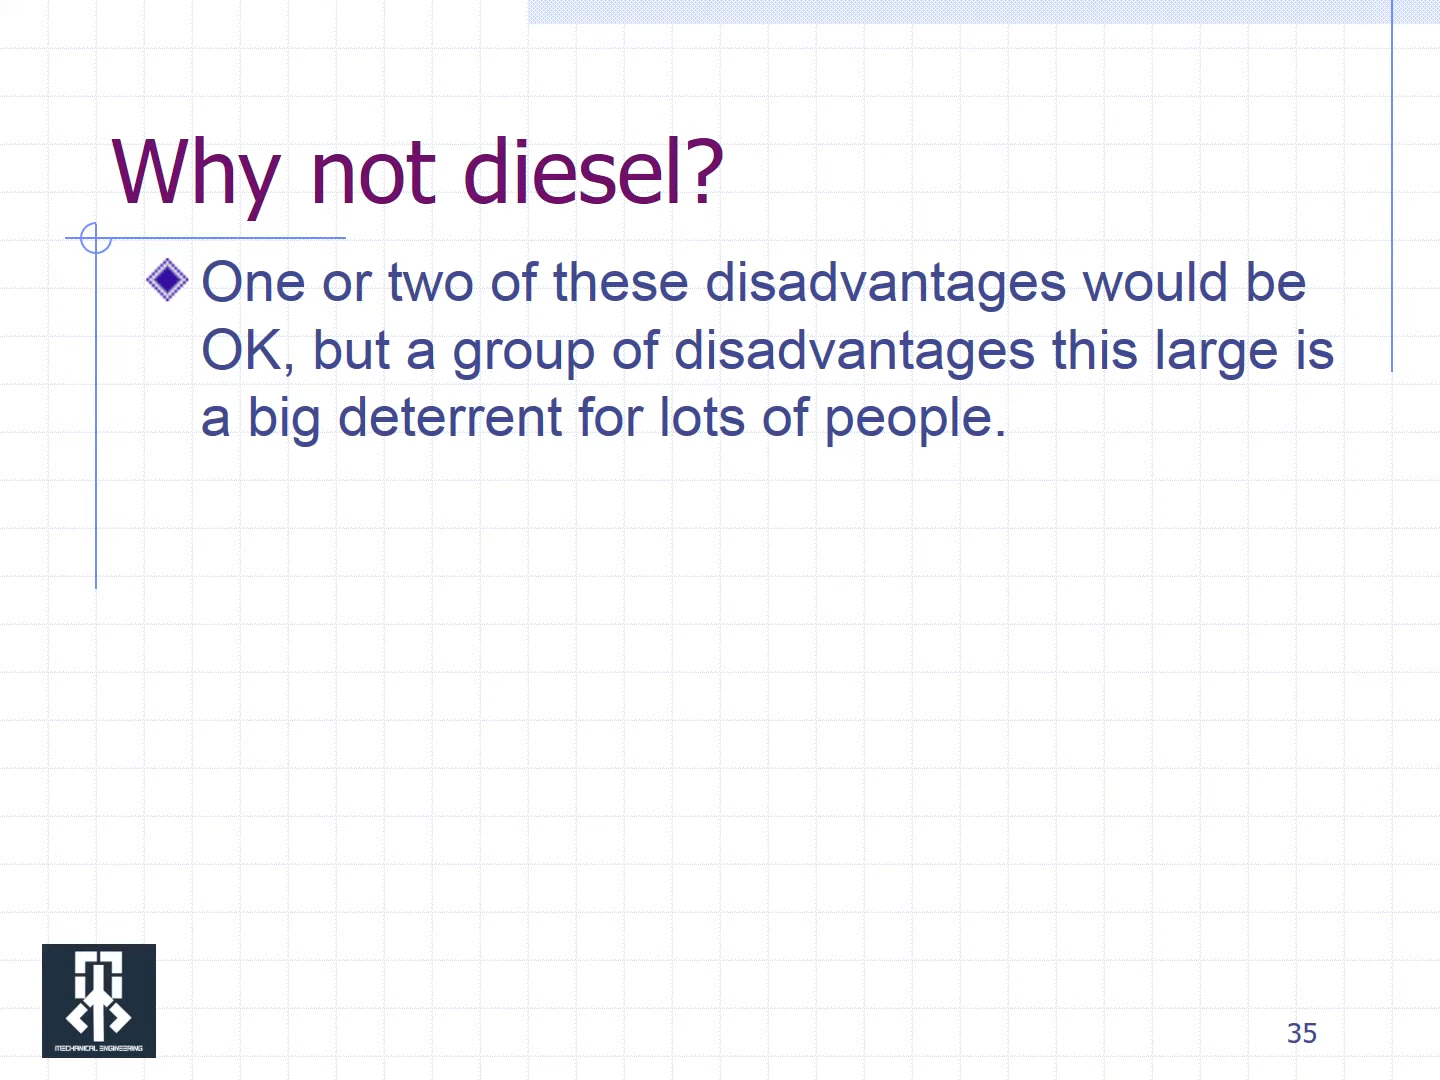 Why not diesel?
One or two of these disadvantages would be
OK, but a group of disadvantages this large is
a big deterrent for lots of people.
MECHANICAL ENGINEERING
35